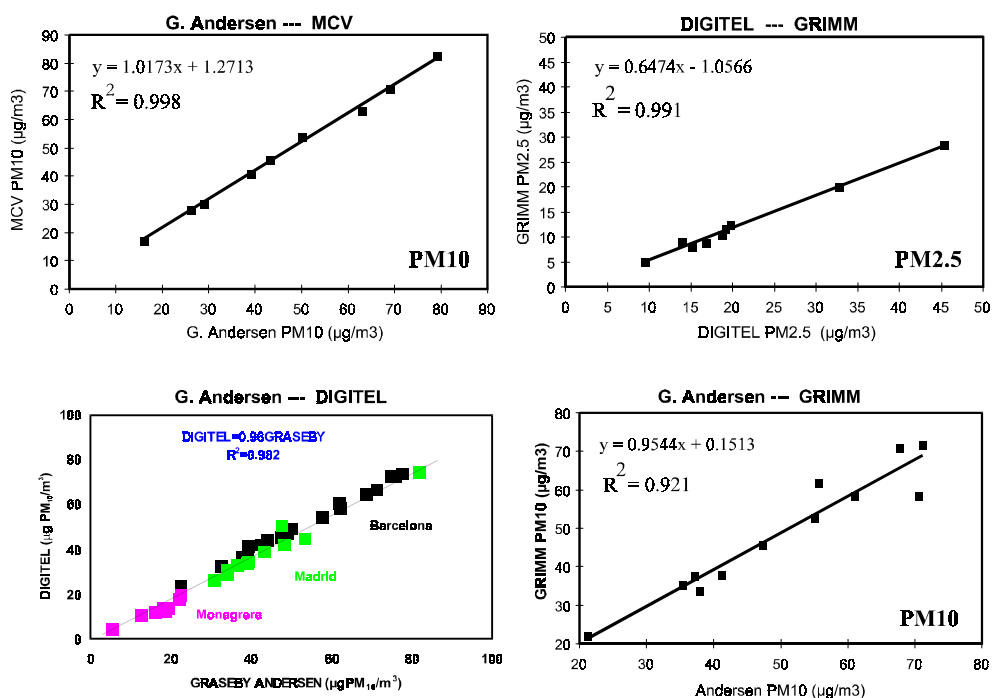 G. Andersen --- MCV
y = 1.0173x + 1.2713
R2 = 0.998
MCV PM10 (µg/m3)
90
80
70
60
50
40
30
20
10
0
PM10
0 10 20 30 40 50 60 70 80 90
G. Andersen PM10 (µg/m3)
DIGITEL --- GRIMM
y = 0.6474x - 1.0566
R2 = 0.991
GRIMM PM2.5 (µg/m3)
50
45
40
35
30
25
20
15
10
5
0
PM2.5
0 5 10 15 20 25 30 35 40 45 50
DIGITEL PM2.5 (µg/m3)
G. Andersen --- DIGITEL
DIGITEL=0.96GRASEBY
R2=0.982
DIGITEL (µg PM10/m3)
100
80
60
40
20
0
Barcelona
Madrid
Monagrera
0 20 40 60 80 100
GRASEBY ANDERSEN (µgPM10/m3)
G. Andersen --- GRIMM
y = 0.9544x + 0.1513
R2 = 0.921
GRIMM PM10 (µg/m3)
80
70
60
50
40
30
20
PM10
20 30 40 50 60 70 80
Andersen PM10 (µg/m3)